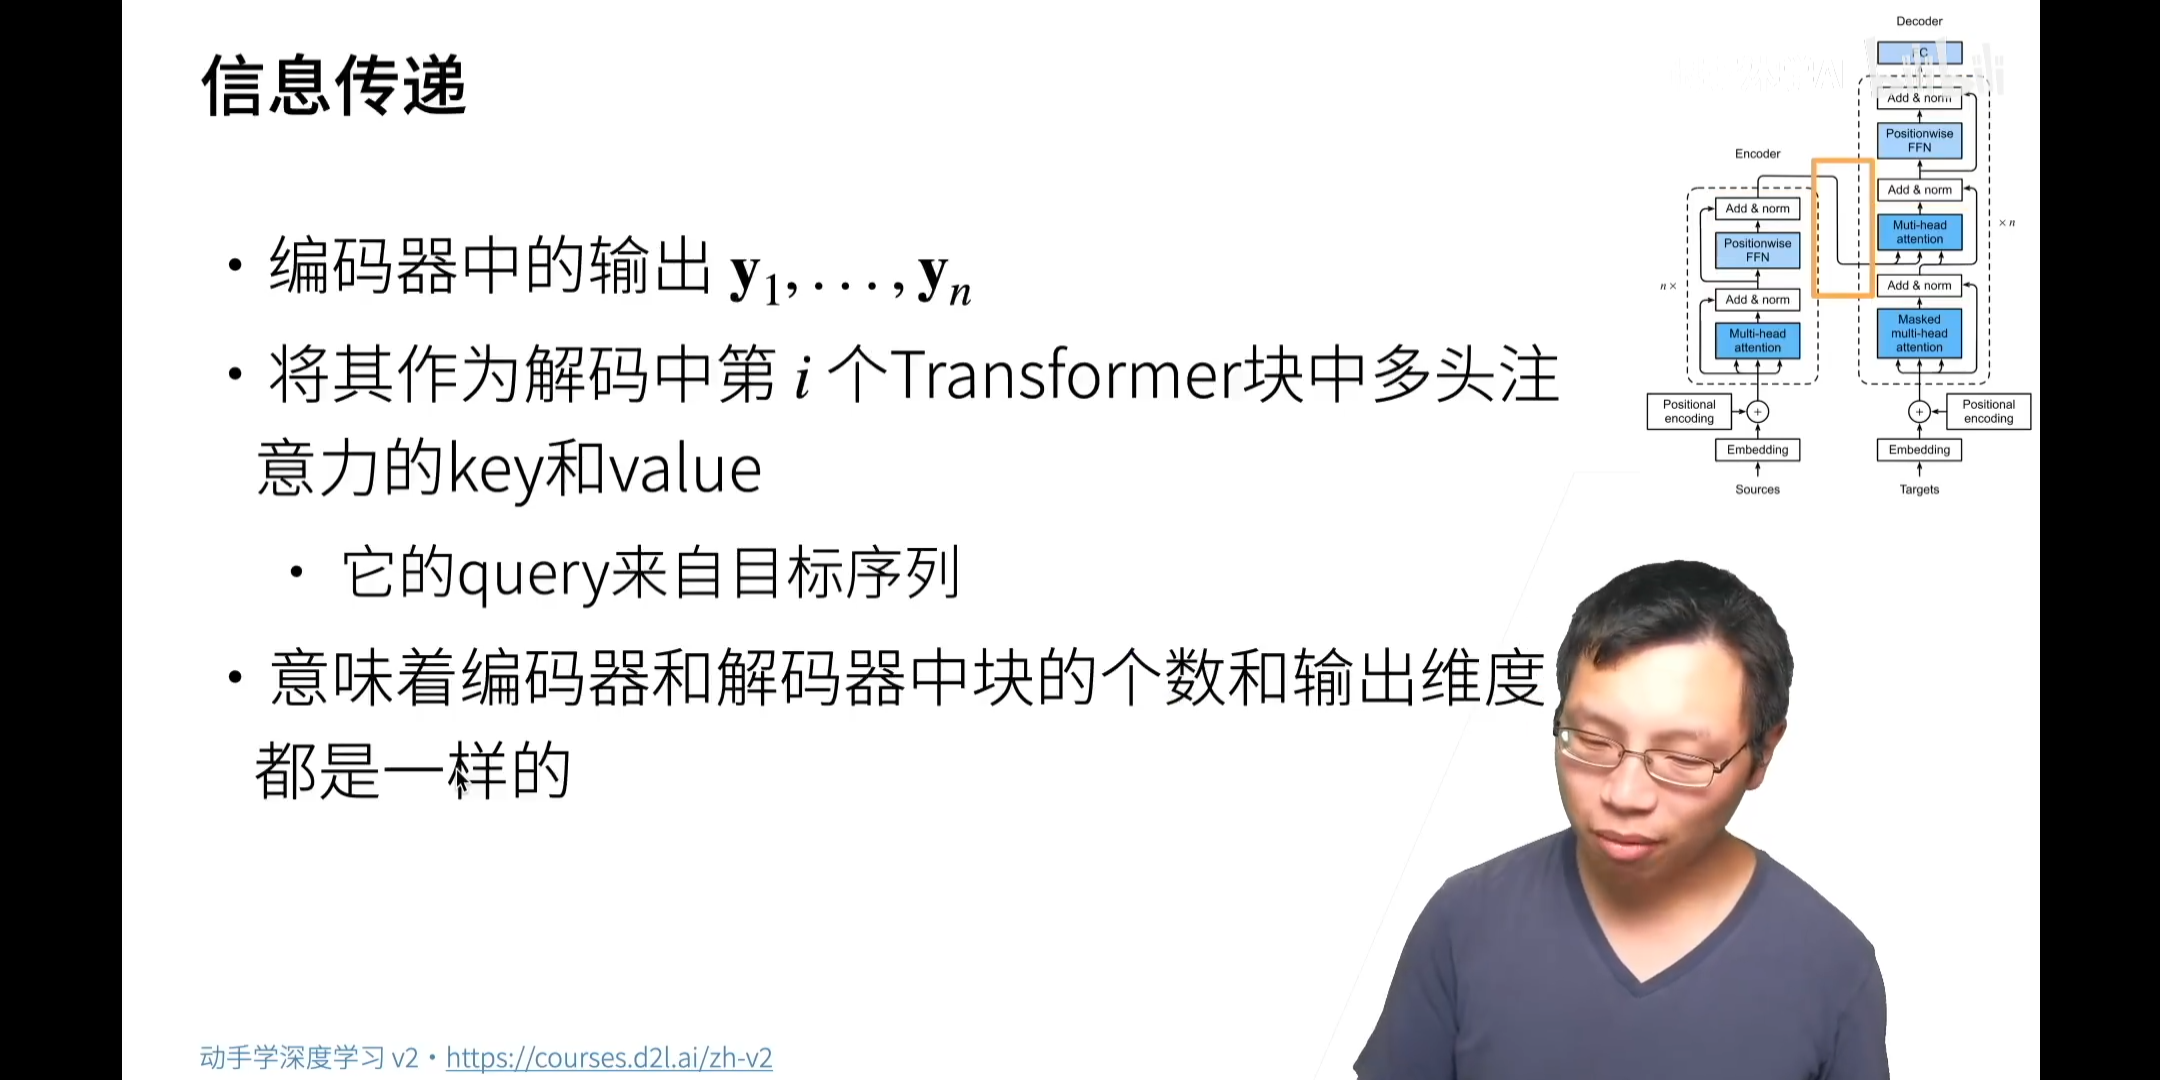 信息传递
• 编码器中的输出 y1, . . . , yn
• 将其作为解码中第 i 个Transformer块中多头注
意力的key和value
• 它的query来自目标序列
• 意味着编码器和解码器中块的个数和输出维度
都是一样的
Decoder
FC
Add & norm
Positionwise
FFN
Add & norm
Muti-head
attention
× n
Add & norm
Masked
multi-head
attention
Positional
encoding
+
Embedding
Targets
Encoder
Add & norm
Positionwise
FFN
n ×
Add & norm
Multi-head
attention
Positional
encoding
+
Embedding
Sources
动手学深度学习 v2 • https://courses.d2l.ai/zh-v2